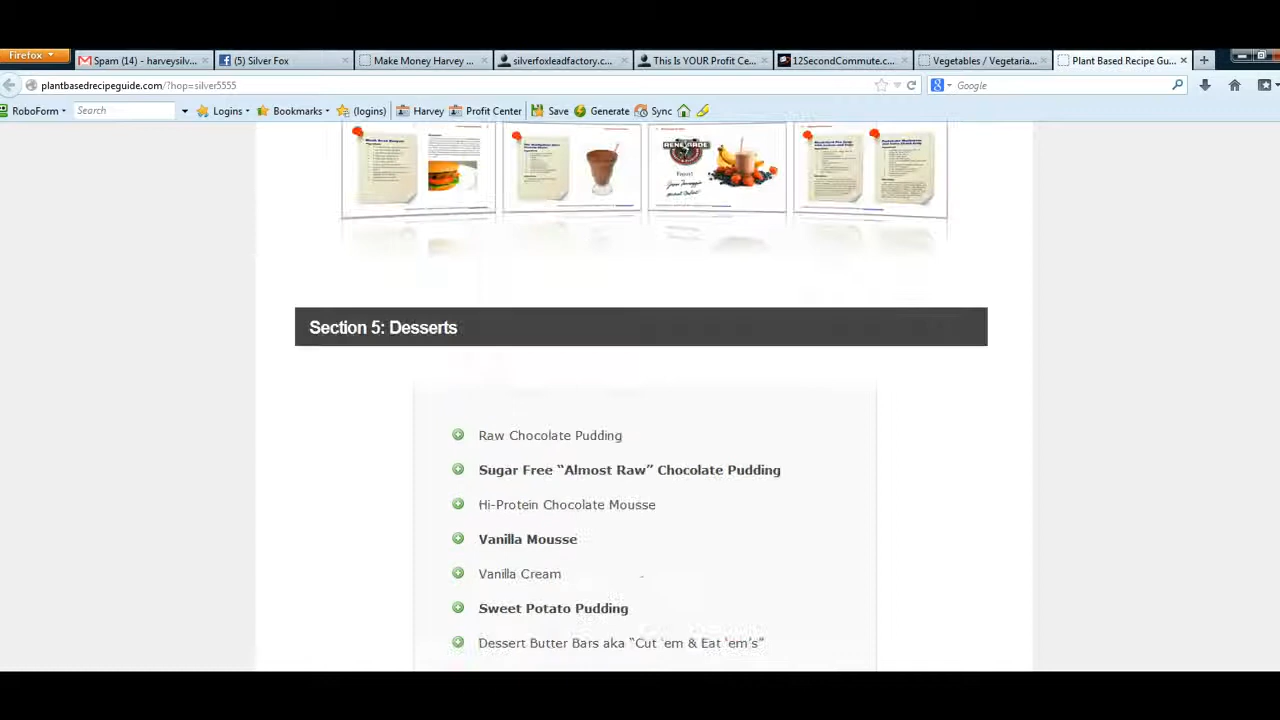 Firefox
Spam (14) - harveysilv...
(5) Silver Fox
Make Money Harvey ...
silverfoxleadfactory.c...
This Is YOUR Profit Ce...
12SecondCommute.c...
Vegetables / Vegetaria...
Plant Based Recipe Gu...
plantbasedrecipeguide.com/?hop=silver5555
Google
RoboForm Search Logins Bookmarks (logins) Harvey Profit Center Save Generate Sync
RENEGADE
From:
Section 5: Desserts
Raw Chocolate Pudding
Sugar Free “Almost Raw” Chocolate Pudding
Hi-Protein Chocolate Mousse
Vanilla Mousse
Vanilla Cream
Sweet Potato Pudding
Dessert Butter Bars aka “Cut ‘em & Eat ‘em’s”